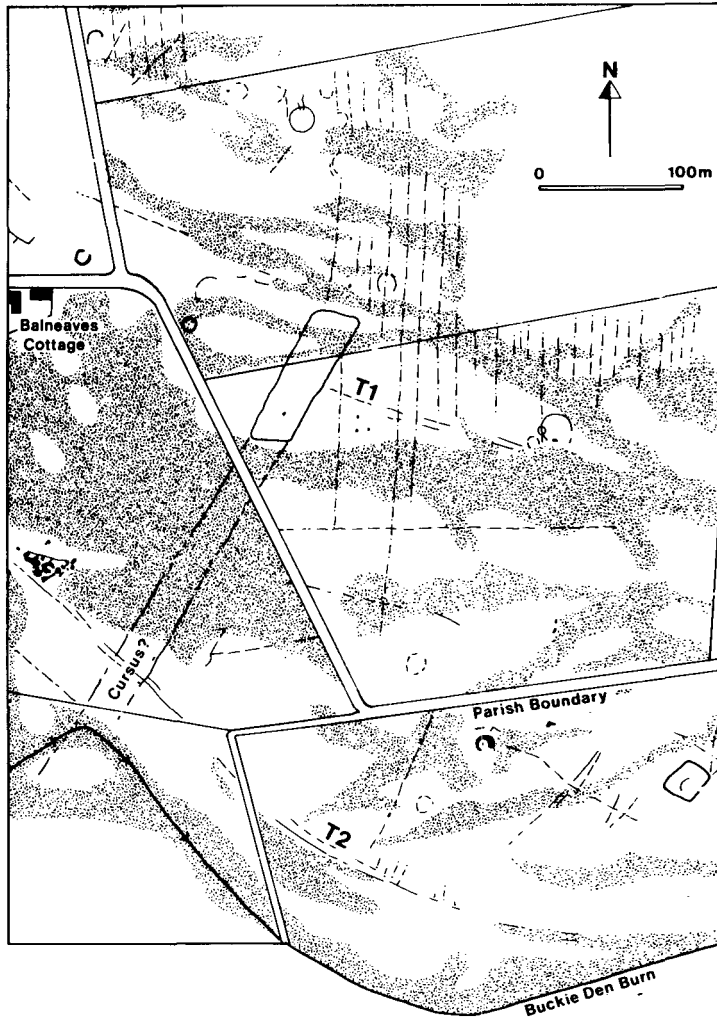 N
0 100m
Balneaves
Cottage
T1
Cursus?
Parish Boundary
T2
Buckie Den Burn